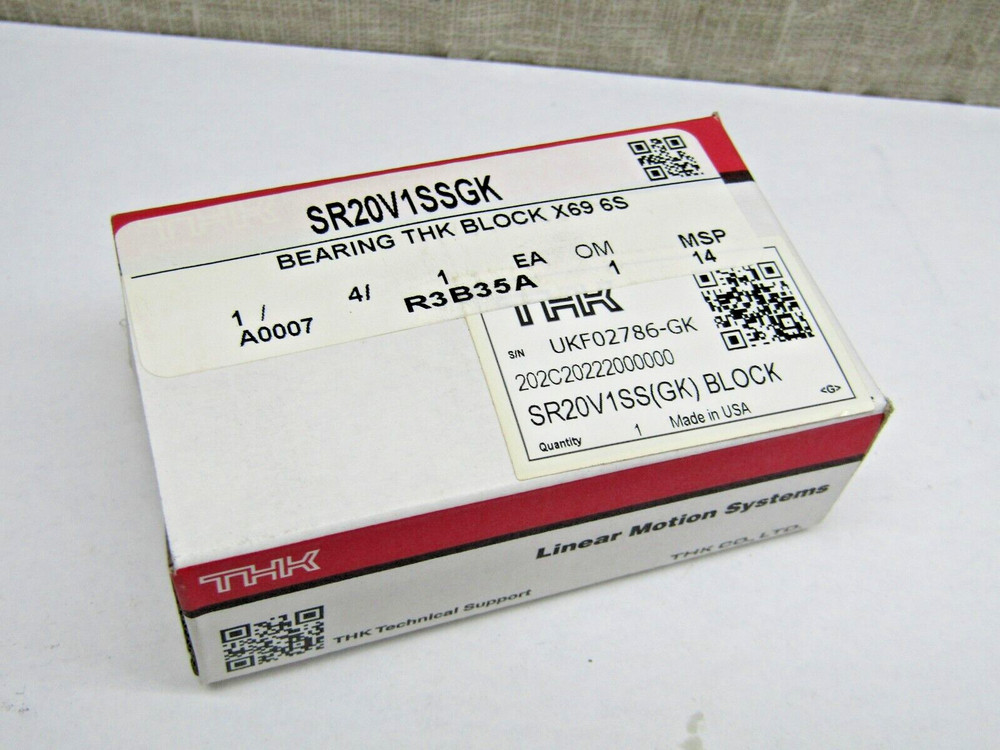 SR20V1SSGK
BEARING THK BLOCK X69 6S
1 / 4/ 1 EA OM MSP
A0007 R3B35A 1 14
THK
S/N UKF02786-GK
202C20222000000
SR20V1SS(GK) BLOCK
Quantity 1 Made in USA <G>
THK
Linear Motion Systems
THK CO., LTD.
THK Technical Support